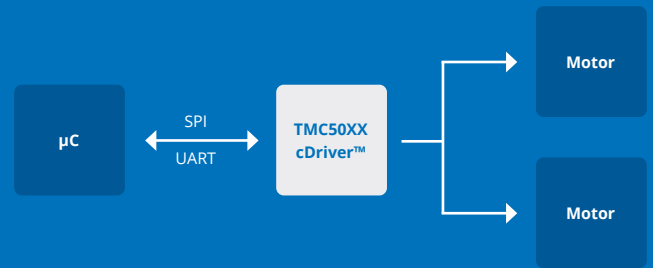 µC
SPI
UART
TMC50XX
cDriver™
Motor
Motor